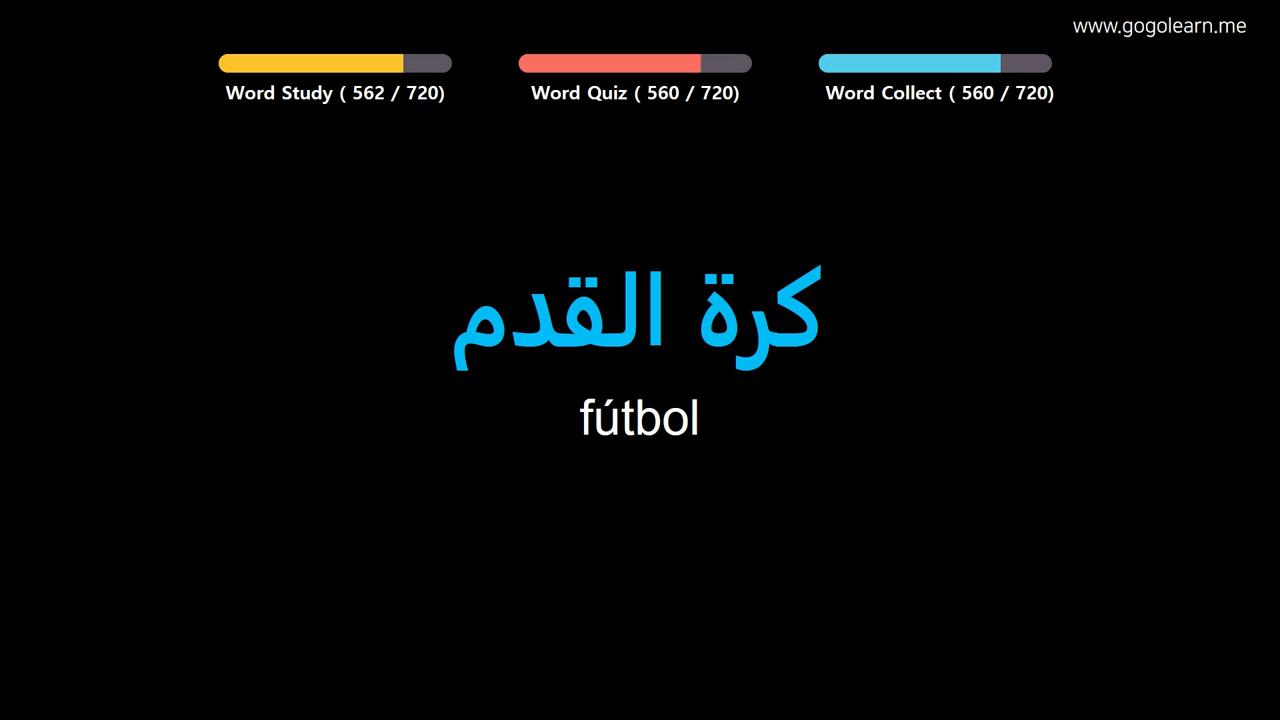 www.gogolearn.me
Word Study ( 562 / 720)
Word Quiz ( 560 / 720)
Word Collect ( 560 / 720)
كرة القدم
fútbol